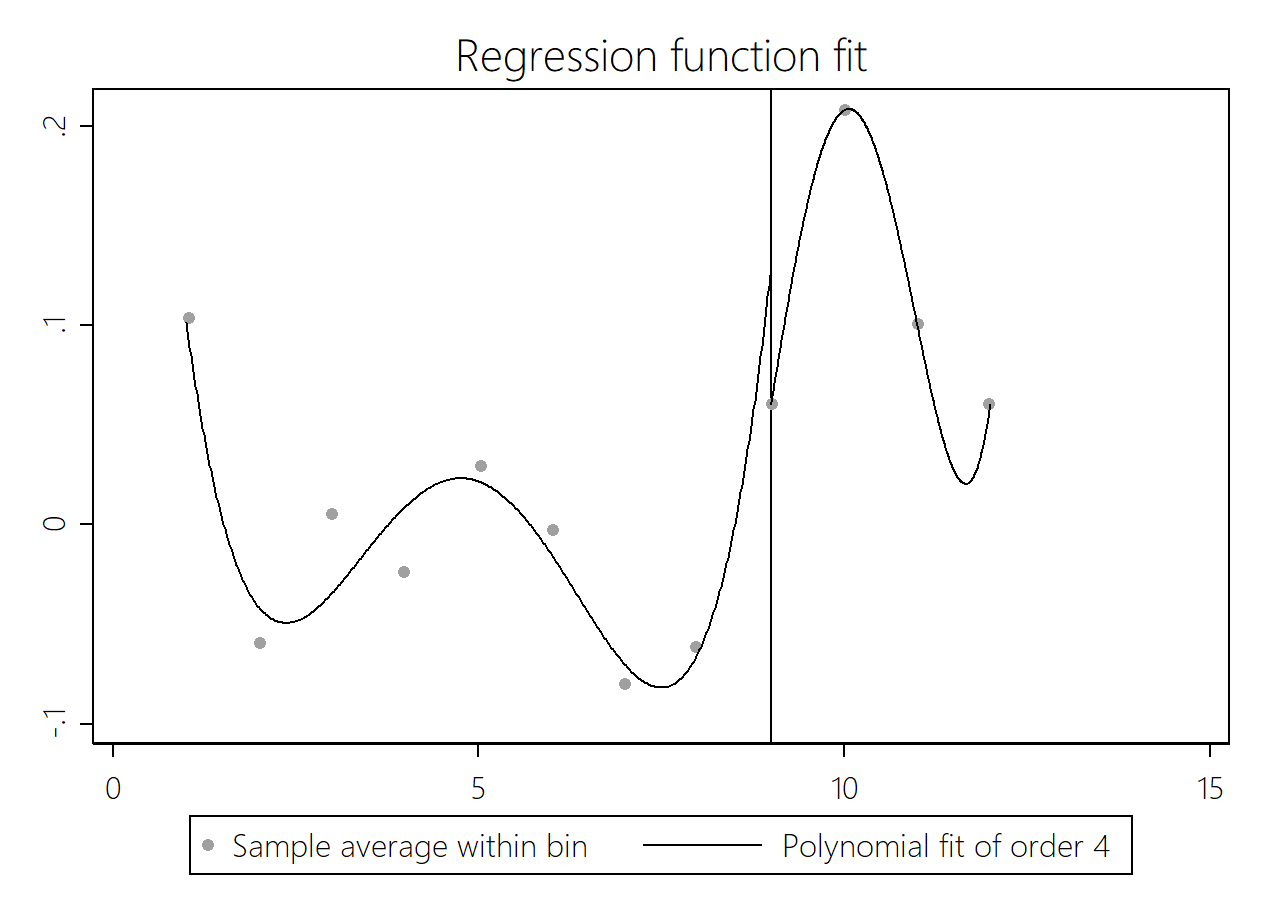 Regression function fit
.2
.1
0
-.1
0 5 10 15
Sample average within bin Polynomial fit of order 4